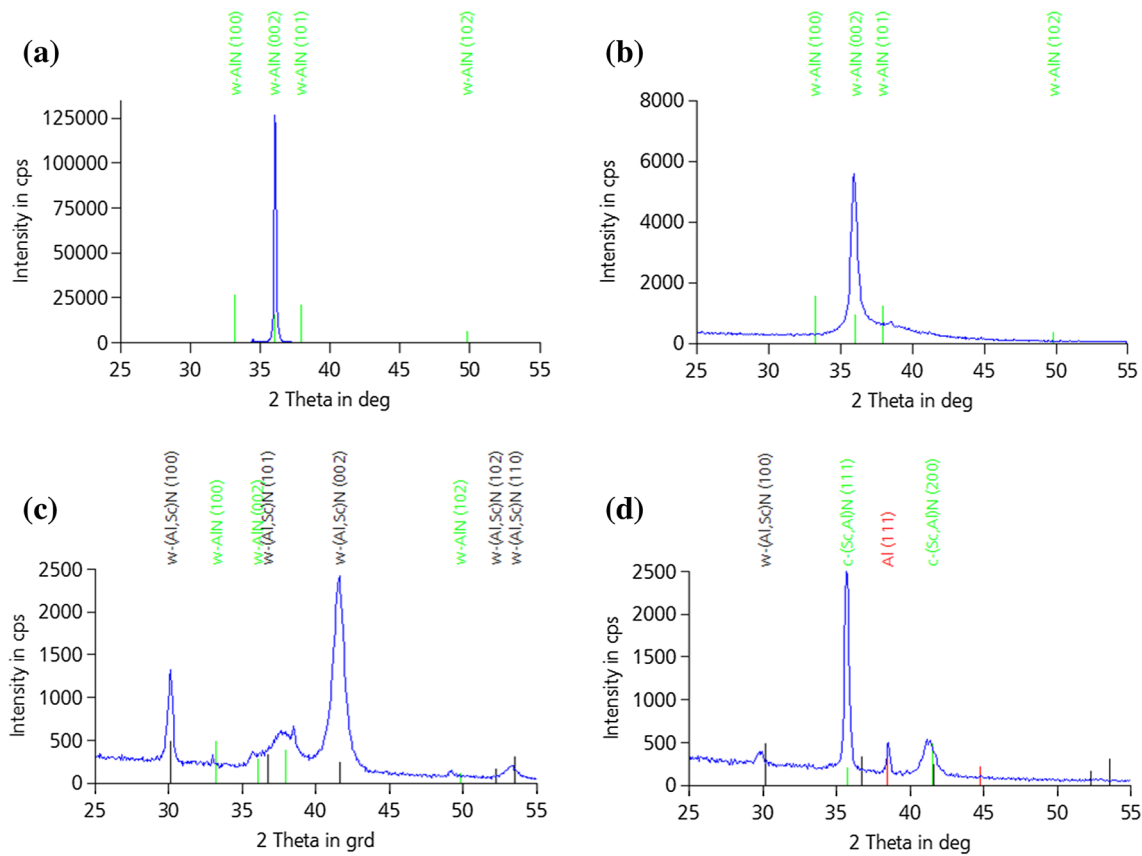 (a)
w-AlN (100)
w-AlN (002)
w-AlN (101)
w-AlN (102)
125000
100000
75000
50000
25000
0
Intensity in cps
25 30 35 40 45 50 55
2 Theta in deg
(b)
w-AlN (100)
w-AlN (002)
w-AlN (101)
w-AlN (102)
8000
6000
4000
2000
0
Intensity in cps
25 30 35 40 45 50 55
2 Theta in deg
(c)
w-(Al,Sc)N (100)
w-AlN (100)
w-AlN (002)
w-(Al,Sc)N (101)
w-(Al,Sc)N (002)
w-AlN (102)
w-(Al,Sc)N (102)
w-(Al,Sc)N (110)
2500
2000
1500
1000
500
0
Intensity in cps
25 30 35 40 45 50 55
2 Theta in grd
(d)
w-(Al,Sc)N (100)
c-(Sc,Al)N (111)
Al (111)
c-(Sc,Al)N (200)
2500
2000
1500
1000
500
0
Intensity in cps
25 30 35 40 45 50 55
2 Theta in deg